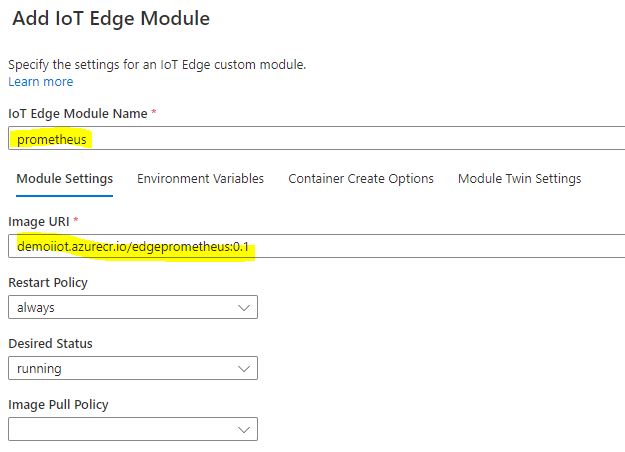 Add IoT Edge Module
Specify the settings for an IoT Edge custom module.
Learn more
IoT Edge Module Name *
prometheus
Module Settings Environment Variables Container Create Options Module Twin Settings
Image URI *
demoiiot.azurecr.io/edgeprometheus:0.1
Restart Policy
always
Desired Status
running
Image Pull Policy